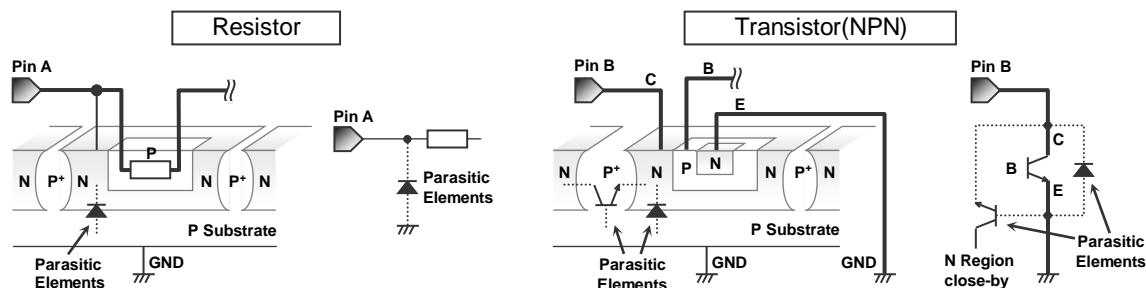 Resistor
Transistor(NPN)
Pin A
P
N
P+
N
N
P+
N
P Substrate
Parasitic
Elements
GND
Pin A
Parasitic
Elements
Pin B
C
B
E
N
P+
N
P
N
N
P+
N
P Substrate
Parasitic
Elements
GND
GND
Pin B
C
B
E
N Region
close-by
Parasitic
Elements